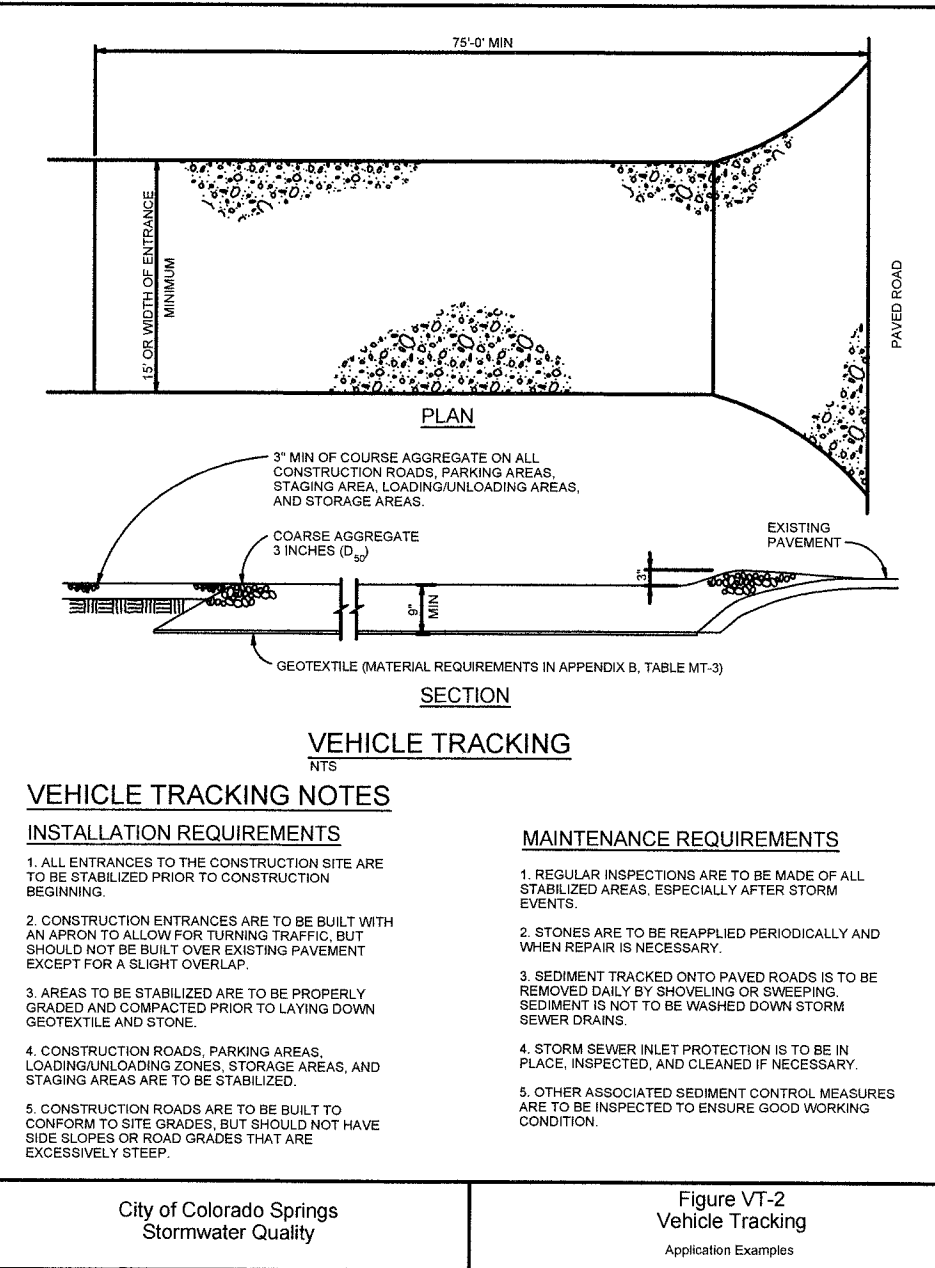 75'-0' MIN
15' OR WIDTH OF ENTRANCE
MINIMUM
PAVED ROAD
PLAN
3" MIN OF COURSE AGGREGATE ON ALL
CONSTRUCTION ROADS, PARKING AREAS,
STAGING AREA, LOADING/UNLOADING AREAS,
AND STORAGE AREAS.
COARSE AGGREGATE
3 INCHES (D50)
EXISTING
PAVEMENT
3"
9"
MIN
GEOTEXTILE (MATERIAL REQUIREMENTS IN APPENDIX B, TABLE MT-3)
SECTION
VEHICLE TRACKING
NTS
VEHICLE TRACKING NOTES
INSTALLATION REQUIREMENTS
1. ALL ENTRANCES TO THE CONSTRUCTION SITE ARE
TO BE STABILIZED PRIOR TO CONSTRUCTION
BEGINNING.
2. CONSTRUCTION ENTRANCES ARE TO BE BUILT WITH
AN APRON TO ALLOW FOR TURNING TRAFFIC, BUT
SHOULD NOT BE BUILT OVER EXISTING PAVEMENT
EXCEPT FOR A SLIGHT OVERLAP.
3. AREAS TO BE STABILIZED ARE TO BE PROPERLY
GRADED AND COMPACTED PRIOR TO LAYING DOWN
GEOTEXTILE AND STONE.
4. CONSTRUCTION ROADS, PARKING AREAS,
LOADING/UNLOADING ZONES, STORAGE AREAS, AND
STAGING AREAS ARE TO BE STABILIZED.
5. CONSTRUCTION ROADS ARE TO BE BUILT TO
CONFORM TO SITE GRADES, BUT SHOULD NOT HAVE
SIDE SLOPES OR ROAD GRADES THAT ARE
EXCESSIVELY STEEP.
MAINTENANCE REQUIREMENTS
1. REGULAR INSPECTIONS ARE TO BE MADE OF ALL
STABILIZED AREAS, ESPECIALLY AFTER STORM
EVENTS.
2. STONES ARE TO BE REAPPLIED PERIODICALLY AND
WHEN REPAIR IS NECESSARY.
3. SEDIMENT TRACKED ONTO PAVED ROADS IS TO BE
REMOVED DAILY BY SHOVELING OR SWEEPING.
SEDIMENT IS NOT TO BE WASHED DOWN STORM
SEWER DRAINS.
4. STORM SEWER INLET PROTECTION IS TO BE IN
PLACE, INSPECTED, AND CLEANED IF NECESSARY.
5. OTHER ASSOCIATED SEDIMENT CONTROL MEASURES
ARE TO BE INSPECTED TO ENSURE GOOD WORKING
CONDITION.
City of Colorado Springs
Stormwater Quality
Figure VT-2
Vehicle Tracking
Application Examples